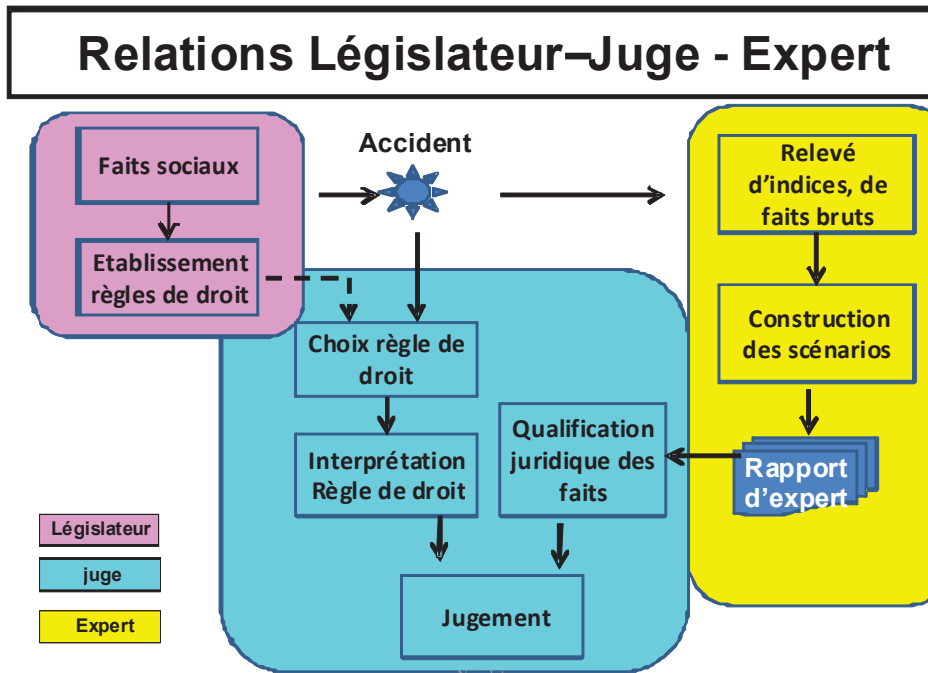 Relations Législateur–Juge - Expert
Faits sociaux
Etablissement
règles de droit
Accident
Relevé
d'indices, de
faits bruts
Construction
des scénarios
Rapport
d'expert
Choix règle de
droit
Interprétation
Règle de droit
Qualification
juridique des
faits
Jugement
Législateur
juge
Expert